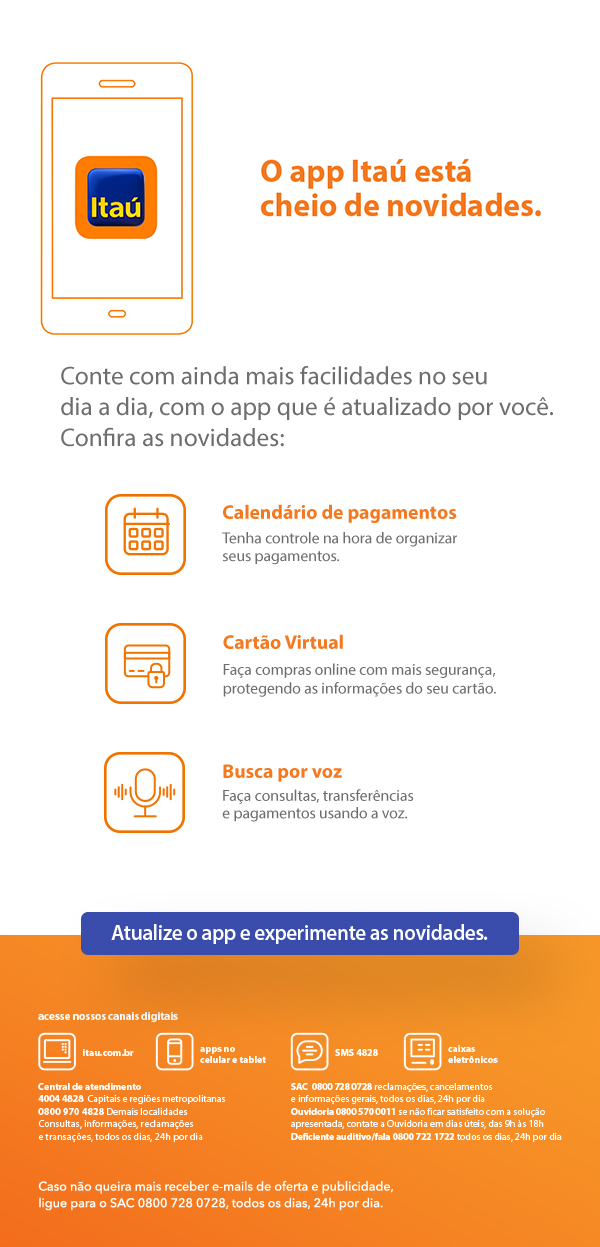 Itaú
O app Itaú está
cheio de novidades.
Conte com ainda mais facilidades no seu
dia a dia, com o app que é atualizado por você.
Confira as novidades:
Calendário de pagamentos
Tenha controle na hora de organizar
seus pagamentos.
Cartão Virtual
Faça compras online com mais segurança,
protegendo as informações do seu cartão.
Busca por voz
Faça consultas, transferências
e pagamentos usando a voz.
Atualize o app e experimente as novidades.
acesse nossos canais digitais
itau.com.br
apps no
celular e tablet
SMS 4828
caixas
eletrônicos
Central de atendimento
4004 4828 Capitais e regiões metropolitanas
0800 970 4828 Demais localidades
Consultas, informações, reclamações
e transações, todos os dias, 24h por dia
SAC 0800 728 0728 reclamações, cancelamentos
e informações gerais, todos os dias, 24h por dia
Ouvidoria 0800 570 0011 se não ficar satisfeito com a solução
apresentada, contate a Ouvidoria em dias úteis, das 9h às 18h
Deficiente auditivo/fala 0800 722 1722 todos os dias, 24h por dia
Caso não queira mais receber e-mails de oferta e publicidade,
ligue para o SAC 0800 728 0728, todos os dias, 24h por dia.